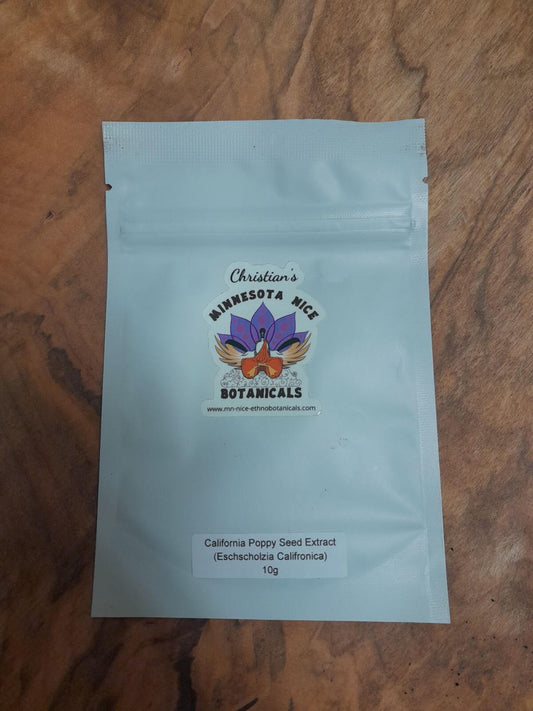 Christian's
MINNESOTA NICE
BOTANICALS
www.mn-nice-ethnobotanicals.com
California Poppy Seed Extract
(Eschscholzia Califronica)
10g